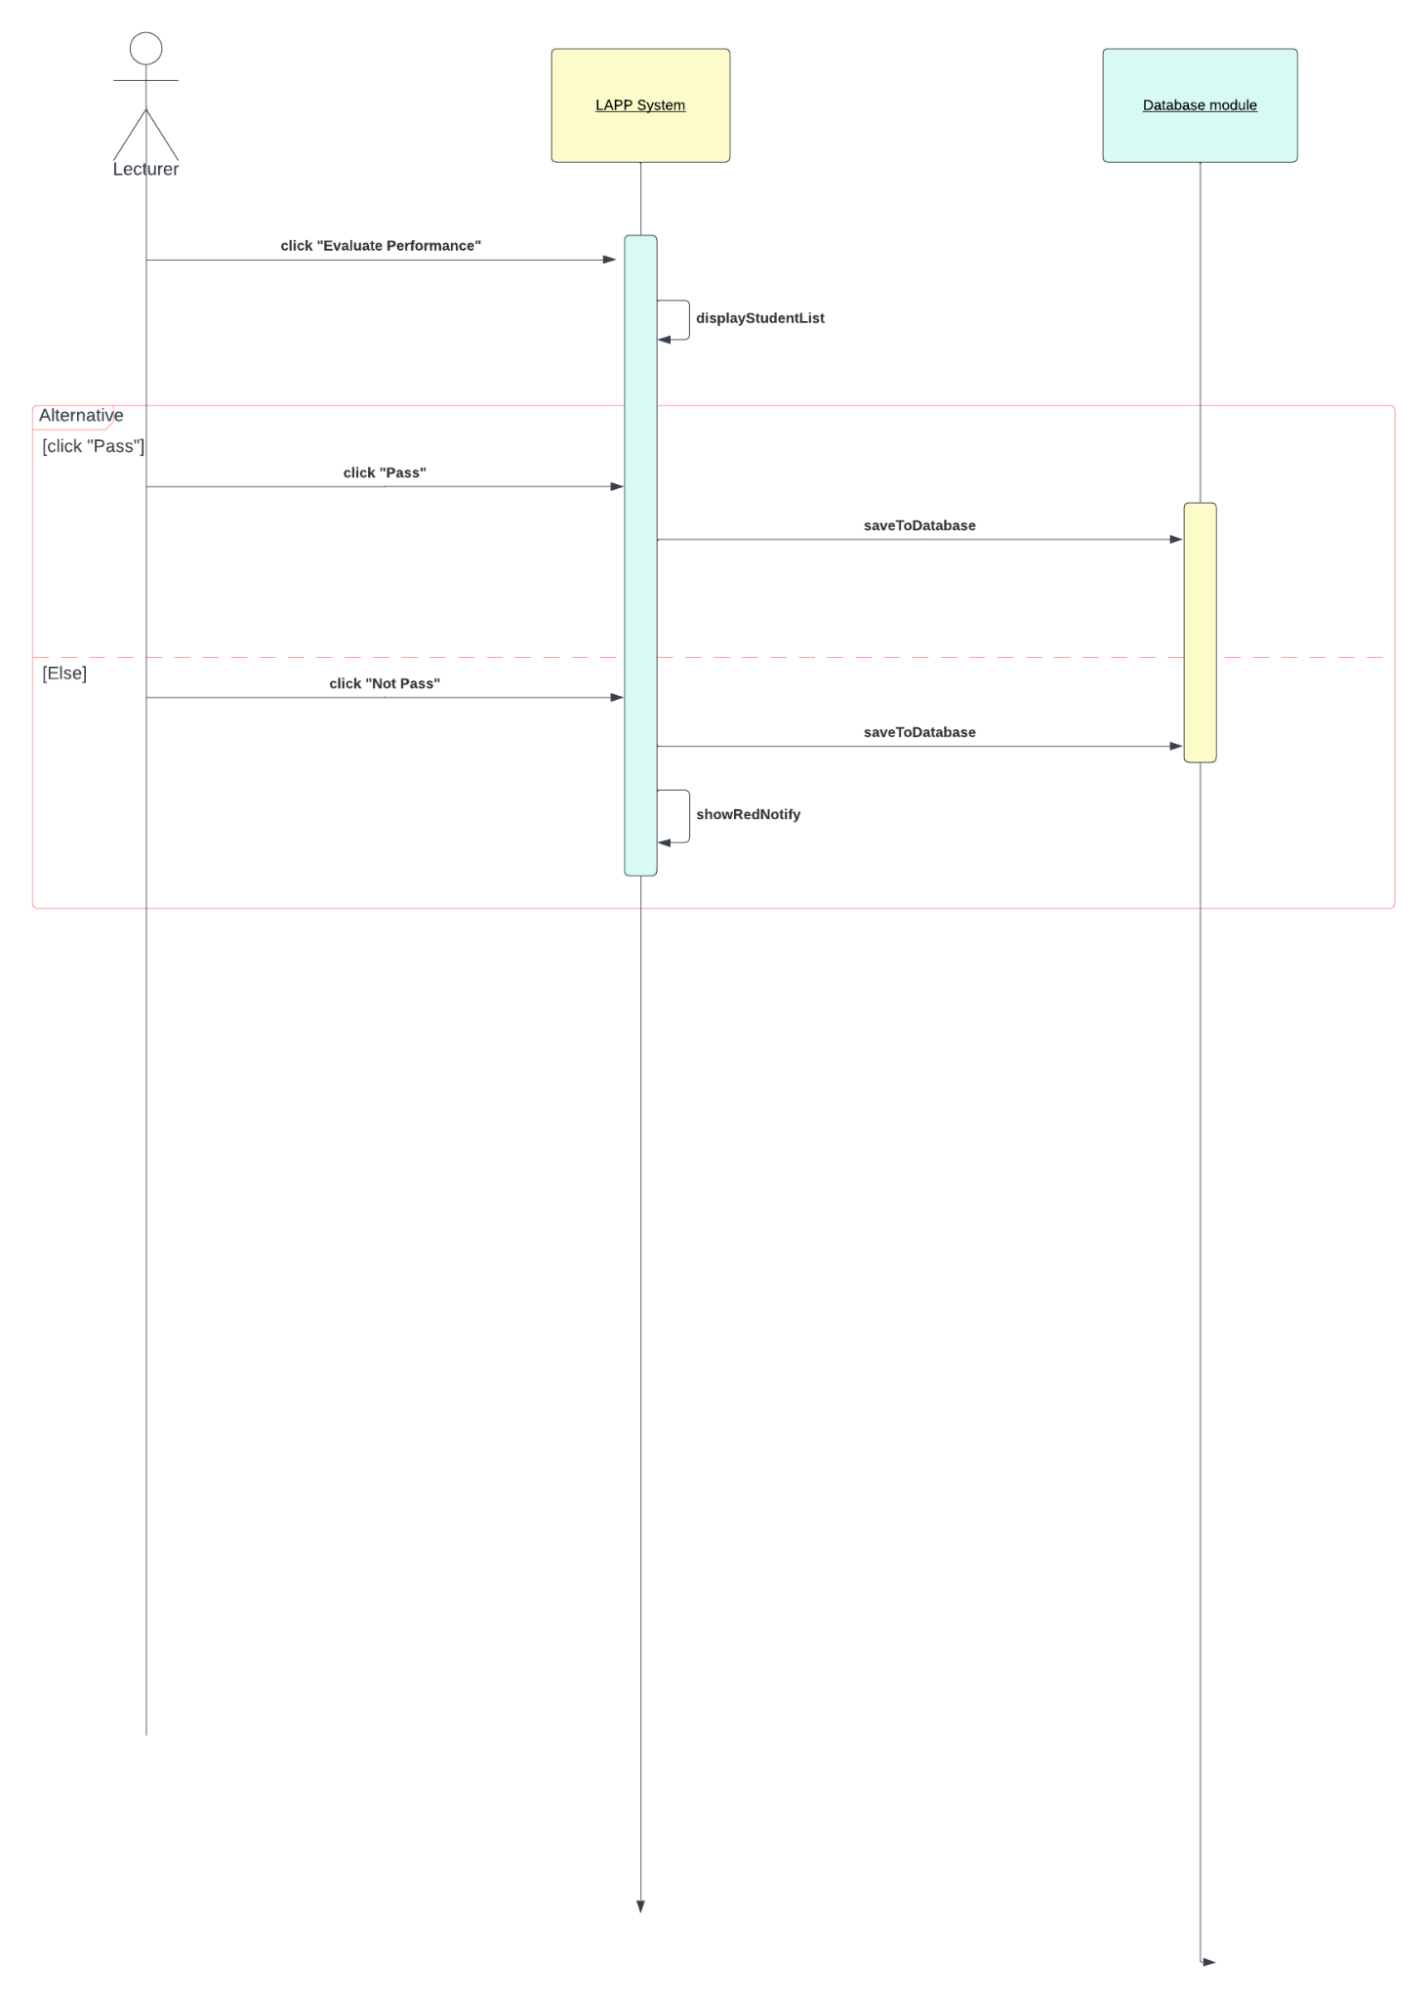 Lecturer
LAPP System
Database module
click "Evaluate Performance"
displayStudentList
Alternative
[click "Pass"]
click "Pass"
saveToDatabase
[Else]
click "Not Pass"
saveToDatabase
showRedNotify